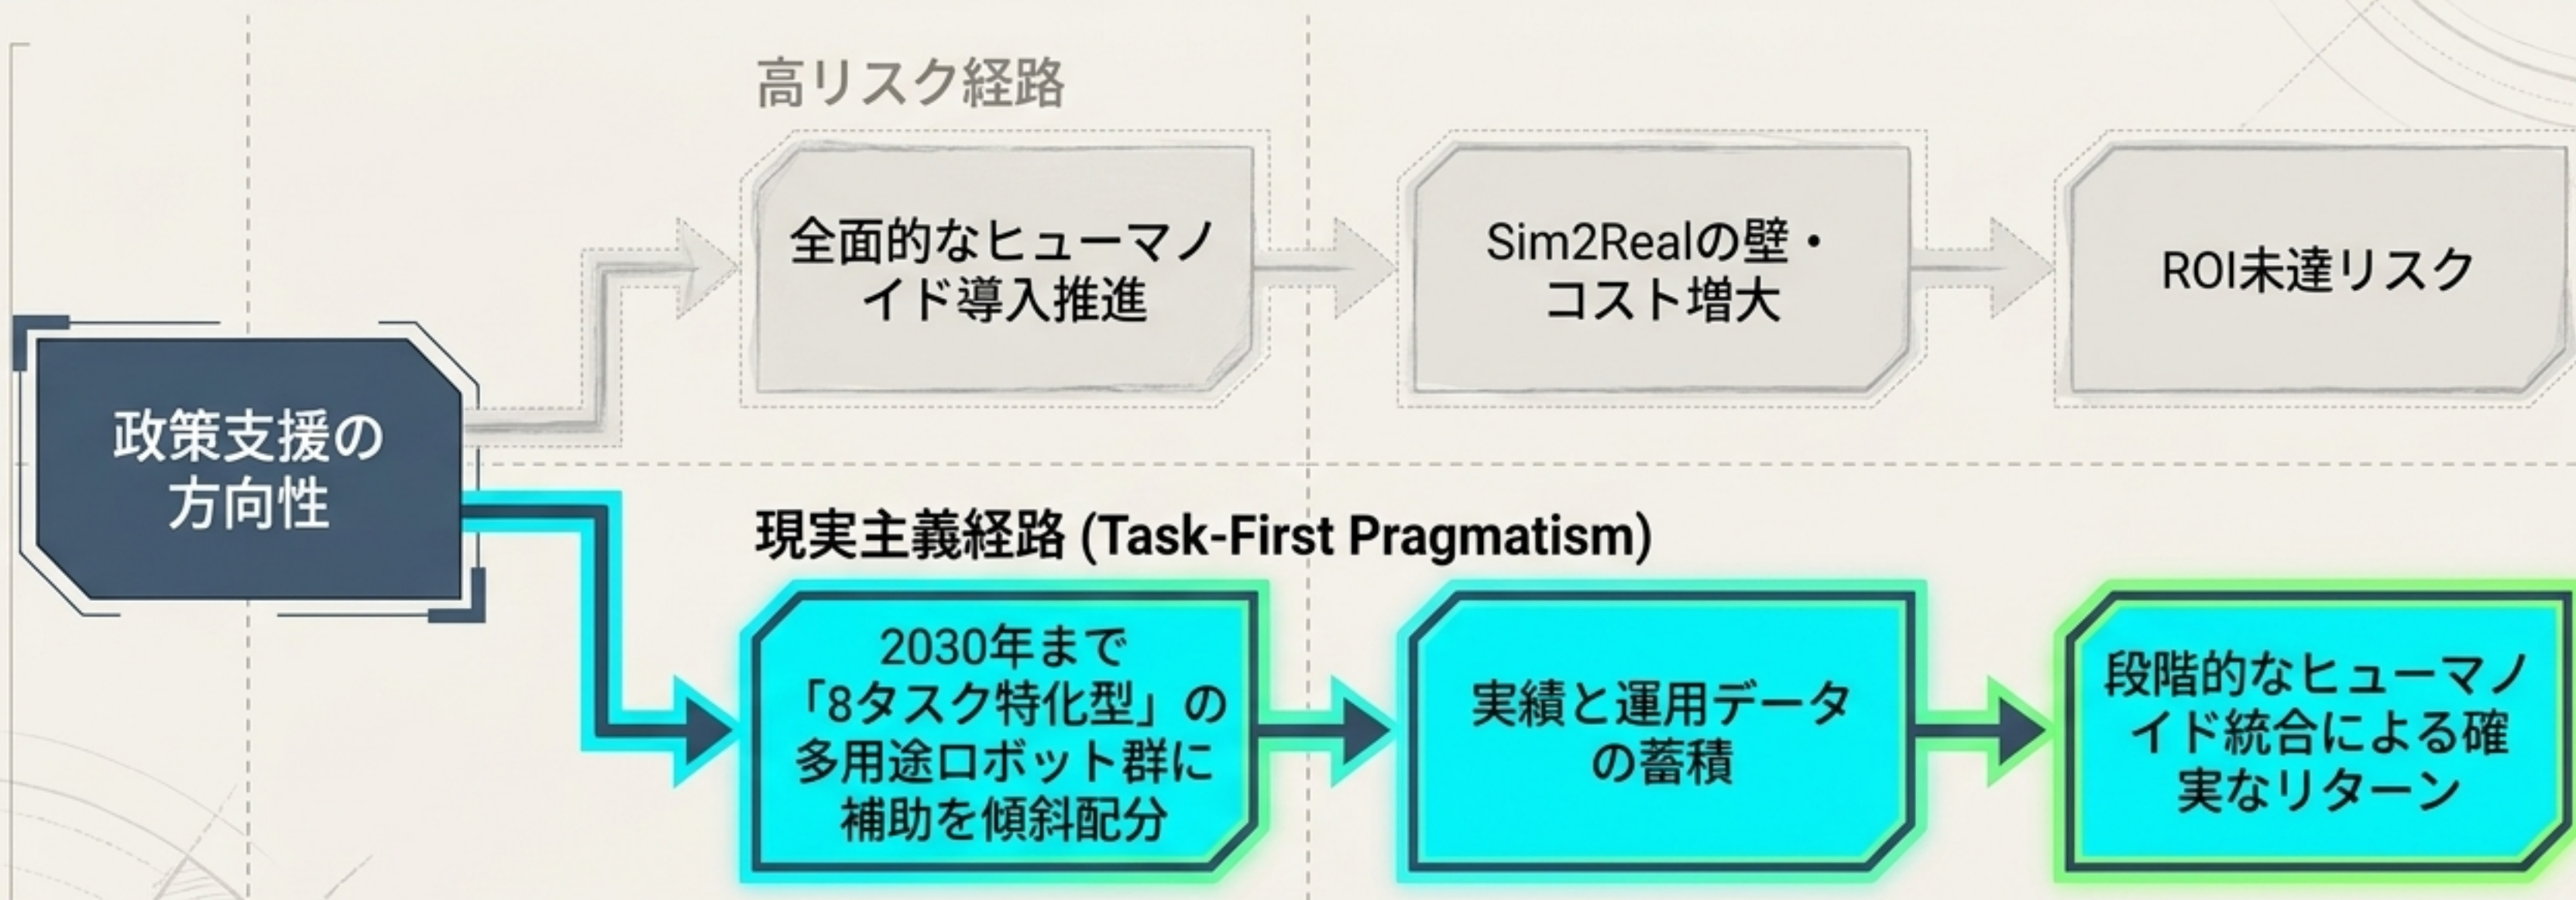 高リスク経路
全面的なヒューマノ
イド導入推進
Sim2Realの壁・
コスト増大
ROI未達リスク
政策支援の
方向性
現実主義経路 (Task-First Pragmatism)
2030年まで
「8タスク特化型」の
多用途ロボット群に
補助を傾斜配分
実績と運用データ
の蓄積
段階的なヒューマノ
イド統合による確
実なリターン